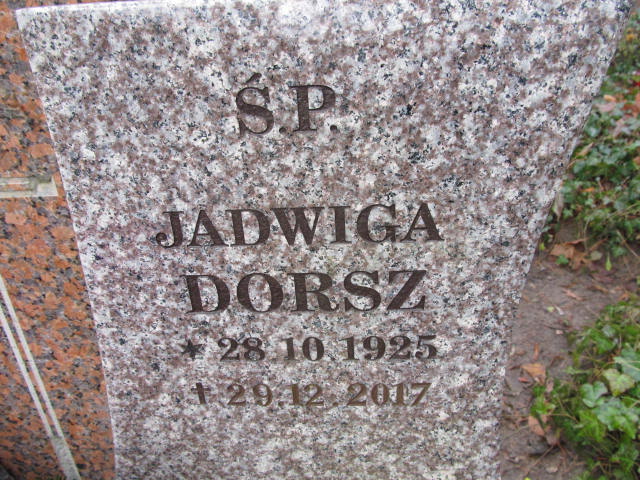 Ś.P.
JADWIGA
DORSZ
* 28 10 1925
† 29.12.2017